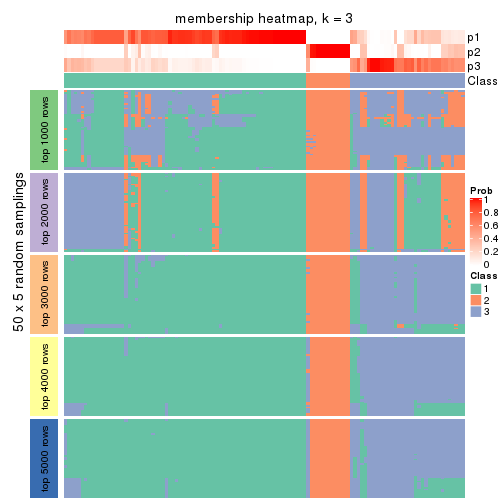 membership heatmap, k = 3
p1
p2
p3
Class
50 x 5 random samplings
top 1000 rows
top 2000 rows
top 3000 rows
top 4000 rows
top 5000 rows
Prob
1
0.8
0.6
0.4
0.2
0
Class
1
2
3